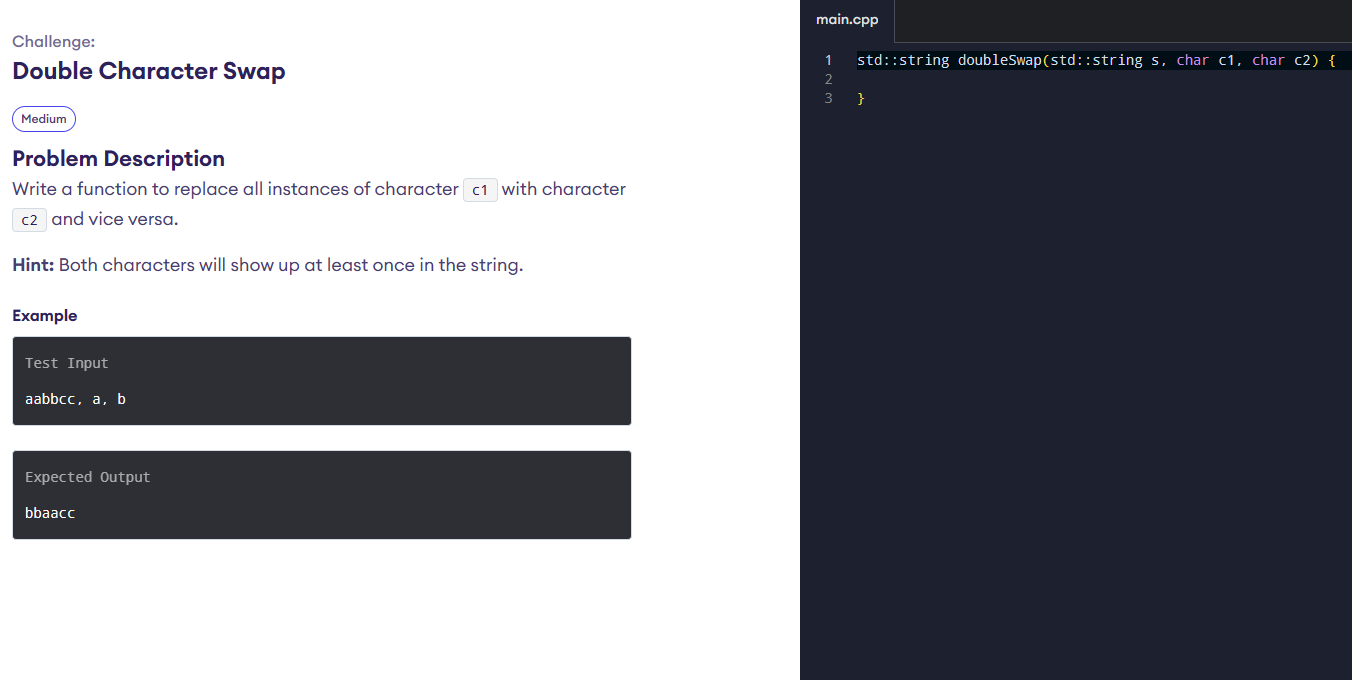 Challenge:
Double Character Swap
Medium
Problem Description
Write a function to replace all instances of character c1 with character
c2 and vice versa.
Hint: Both characters will show up at least once in the string.
Example
Test Input
aabbcc, a, b
Expected Output
bbaacc
main.cpp
1 std::string doubleSwap(std::string s, char c1, char c2) {
2
3 }